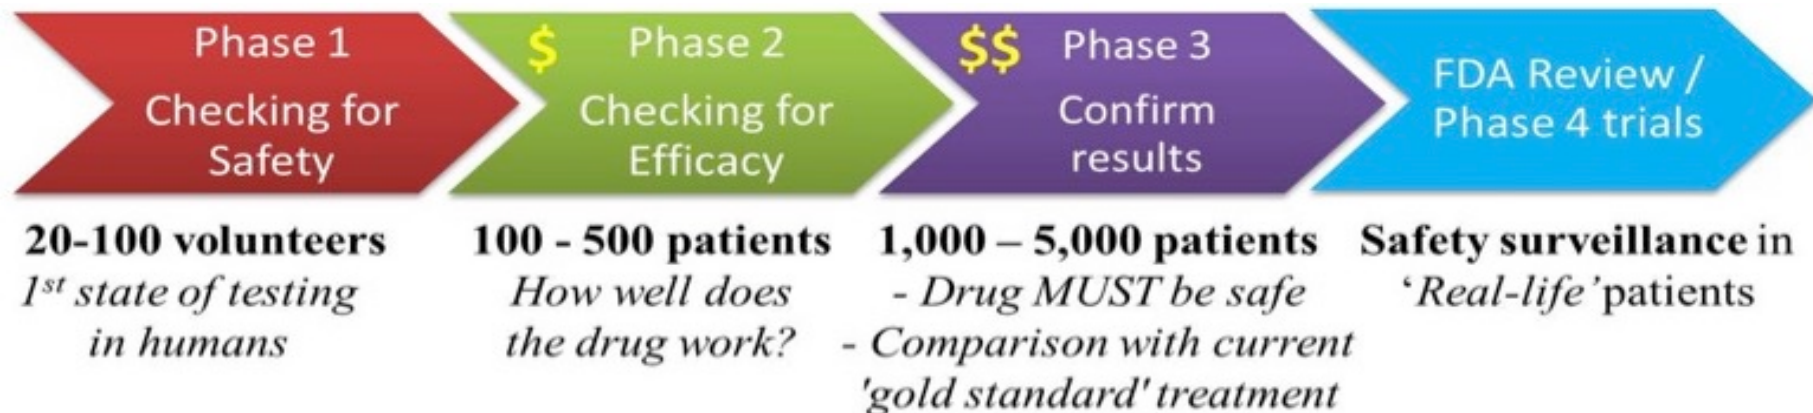 $ Phase 1
Checking for
Safety
20-100 volunteers
1st state of testing
in humans
$ Phase 2
Checking for
Efficacy
100 - 500 patients
How well does
the drug work?
$$ Phase 3
Confirm
results
1,000 – 5,000 patients
- Drug MUST be safe
- Comparison with current
'gold standard' treatment
FDA Review /
Phase 4 trials
Safety surveillance in
‘Real-life’patients